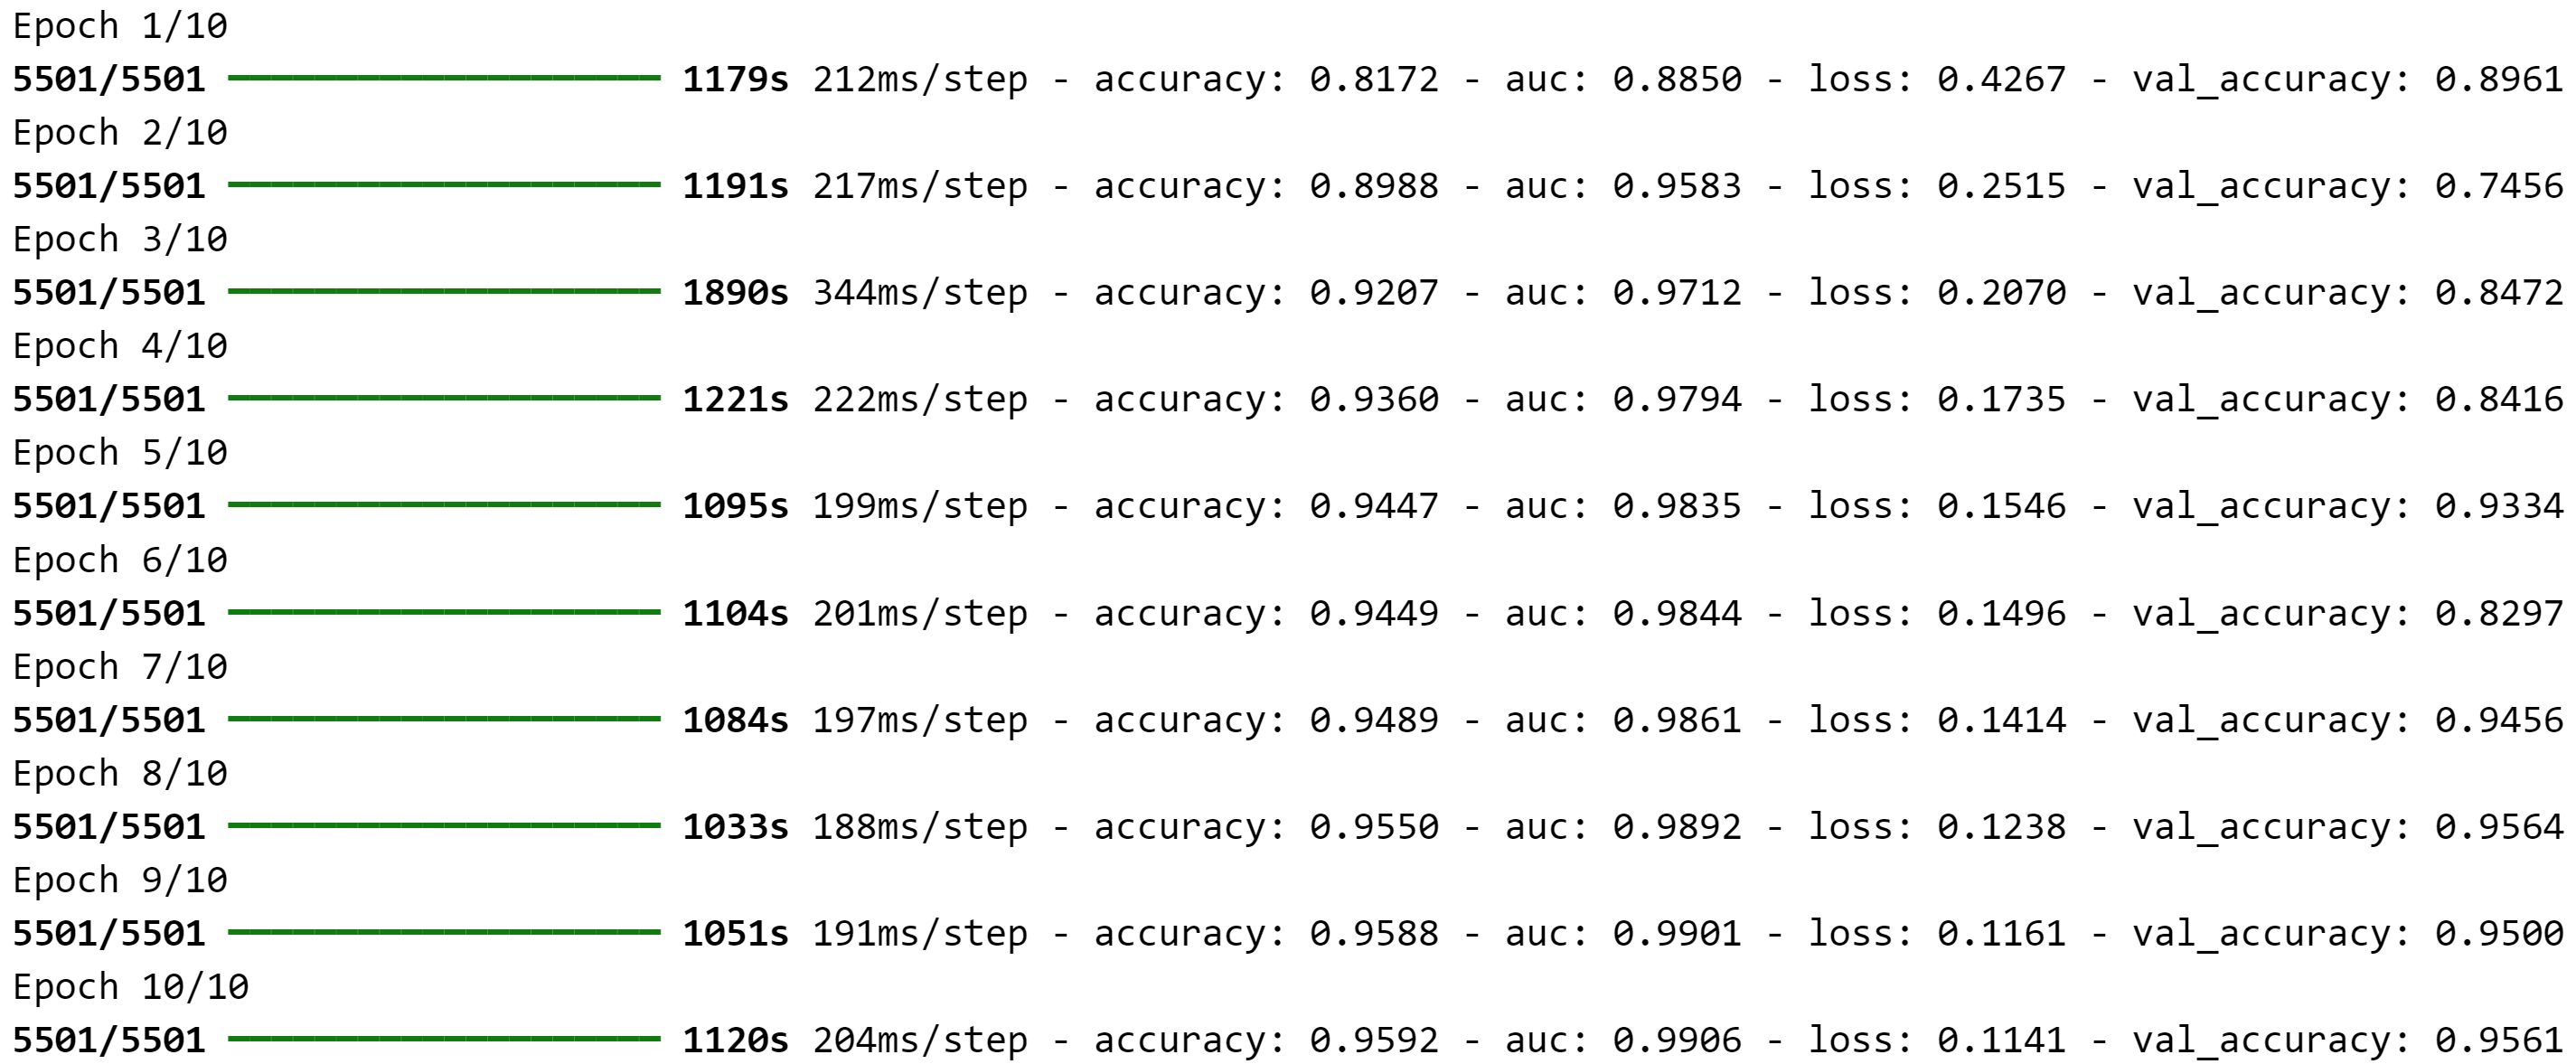 Epoch 1/10
5501/5501 1179s 212ms/step - accuracy: 0.8172 - auc: 0.8850 - loss: 0.4267 - val_accuracy: 0.8961
Epoch 2/10
5501/5501 1191s 217ms/step - accuracy: 0.8988 - auc: 0.9583 - loss: 0.2515 - val_accuracy: 0.7456
Epoch 3/10
5501/5501 1890s 344ms/step - accuracy: 0.9207 - auc: 0.9712 - loss: 0.2070 - val_accuracy: 0.8472
Epoch 4/10
5501/5501 1221s 222ms/step - accuracy: 0.9360 - auc: 0.9794 - loss: 0.1735 - val_accuracy: 0.8416
Epoch 5/10
5501/5501 1095s 199ms/step - accuracy: 0.9447 - auc: 0.9835 - loss: 0.1546 - val_accuracy: 0.9334
Epoch 6/10
5501/5501 1104s 201ms/step - accuracy: 0.9449 - auc: 0.9844 - loss: 0.1496 - val_accuracy: 0.8297
Epoch 7/10
5501/5501 1084s 197ms/step - accuracy: 0.9489 - auc: 0.9861 - loss: 0.1414 - val_accuracy: 0.9456
Epoch 8/10
5501/5501 1033s 188ms/step - accuracy: 0.9550 - auc: 0.9892 - loss: 0.1238 - val_accuracy: 0.9564
Epoch 9/10
5501/5501 1051s 191ms/step - accuracy: 0.9588 - auc: 0.9901 - loss: 0.1161 - val_accuracy: 0.9500
Epoch 10/10
5501/5501 1120s 204ms/step - accuracy: 0.9592 - auc: 0.9906 - loss: 0.1141 - val_accuracy: 0.9561